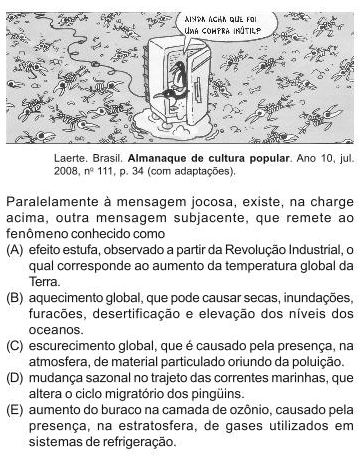 AINDA ACHA QUE FOI
UMA COMPRA INÚTIL?
Laerte. Brasil. Almanaque de cultura popular. Ano 10, jul.
2008, nº 111, p. 34 (com adaptações).
Paralelamente à mensagem jocosa, existe, na charge
acima, outra mensagem subjacente, que remete ao
fenômeno conhecido como
(A) efeito estufa, observado a partir da Revolução Industrial, o
qual corresponde ao aumento da temperatura global da
Terra.
(B) aquecimento global, que pode causar secas, inundações,
furacões, desertificação e elevação dos níveis dos
oceanos.
(C) escurecimento global, que é causado pela presença, na
atmosfera, de material particulado oriundo da poluição.
(D) mudança sazonal no trajeto das correntes marinhas, que
altera o ciclo migratório dos pingüins.
(E) aumento do buraco na camada de ozônio, causado pela
presença, na estratosfera, de gases utilizados em
sistemas de refrigeração.